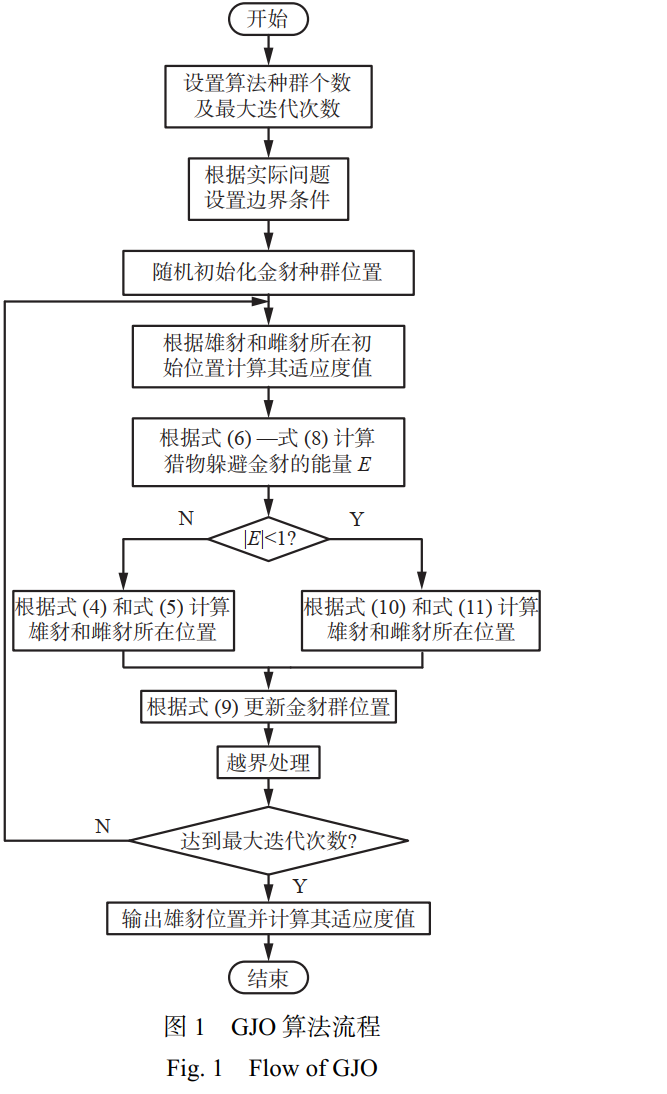 开始
设置算法种群个数
及最大迭代次数
根据实际问题
设置边界条件
随机初始化金豺种群位置
根据雄豺和雌豺所在初
始位置计算其适应度值
根据式 (6) —式 (8) 计算
猎物躲避金豺的能量 E
N
|E|<1?
Y
根据式 (4) 和式 (5) 计算
雄豺和雌豺所在位置
根据式 (10) 和式 (11) 计算
雄豺和雌豺所在位置
根据式 (9) 更新金豺群位置
越界处理
N
达到最大迭代次数?
Y
输出雄豺位置并计算其适应度值
结束
图 1 GJO 算法流程
Fig. 1 Flow of GJO